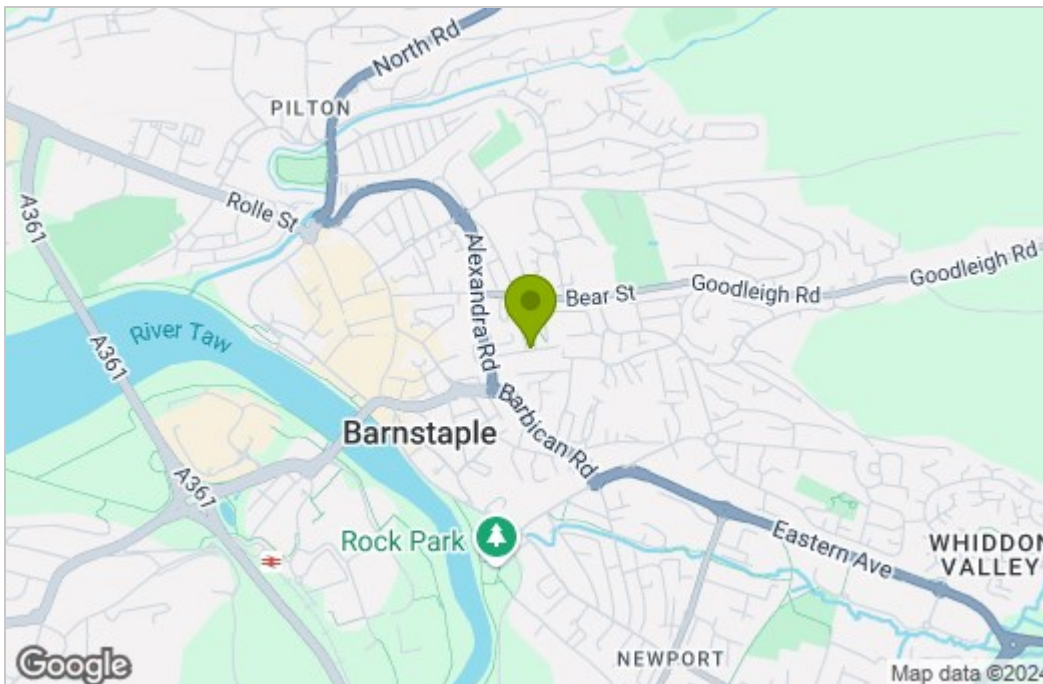 North Rd
PILTON
A361
Rolle St
Alexandra Rd
Bear St
Goodleigh Rd
Goodleigh Rd
River Taw
A361
Barnstaple
Barbican Rd
A361
Rock Park
Eastern Ave
WHIDDON
VALLEY
NEWPORT
Google
Map data ©2024